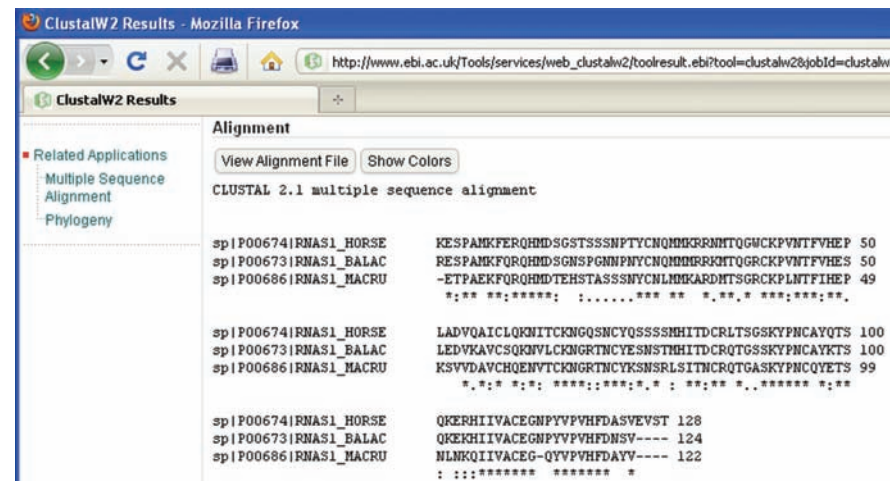 ClustalW2 Results - Mozilla Firefox
http://www.ebi.ac.uk/Tools/services/web_clustalw2/toolresult.ebi?tool=clustalw2&jobId=clustalw
ClustalW2 Results
Related Applications
Multiple Sequence
Alignment
Phylogeny
Alignment
View Alignment File Show Colors
CLUSTAL 2.1 multiple sequence alignment
sp|P00674|RNAS1_HORSE KESPAMKFERQHMDSGSTSSSNPTYCNQMMKRRNMTQGWCKPVNTFVHEP 50
sp|P00673|RNAS1_BALAC RESPAMKFQRQHMDSGNSPGNNPNYCNQMMMRRKMTQGRCKPVNTFVHES 50
sp|P00686|RNAS1_MACRU -ETPAEKFQRQHMDTEHSTASSSNYCNLMMKARDMTSGRCKPLNTFIHEP 49
*:** **:*****: :......*** ** *.**.* ***:***:**.
sp|P00674|RNAS1_HORSE LADVQAICLQKNITCKNGQSNCYQSSSSMHITDCRLTSGSKYPNCAYQTS 100
sp|P00673|RNAS1_BALAC LEDVKAVCSQKNVLCKNGRTNCYESNSTMHITDCRQTGSSKYPNCAYKTS 100
sp|P00686|RNAS1_MACRU KSVVDAVCHQENVTCKNGRTNCYKSNSRLSITNCRQTGASKYPNCQYETS 99
*.*:* *:*: ****::***:*.* : **:** *..****** *:**
sp|P00674|RNAS1_HORSE QKERHIIVACEGNPYVPVHFDASVEVST 128
sp|P00673|RNAS1_BALAC QKEKHIIVACEGNPYVPVHFDNSV---- 124
sp|P00686|RNAS1_MACRU NLNKQIIVACEG-QYVPVHFDAYV---- 122
: :::******* ******* *